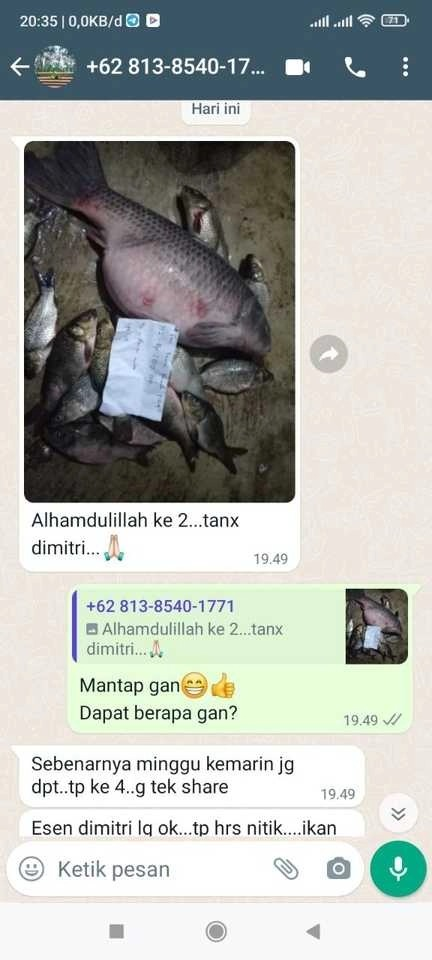 20:35 | 0,0KB/d
71
+62 813-8540-17...
Hari ini
Alhamdulillah ke 2...tanx
dimitri...🙏🏻
19.49
+62 813-8540-1771
Alhamdulillah ke 2...tanx
dimitri...🙏🏻
Mantap gan😁👍
Dapat berapa gan?
19.49
Sebenarnya minggu kemarin jg
dpt..tp ke 4..g tek share
19.49
Esen dimitri lg ok...tp hrs nitik....ikan
Ketik pesan